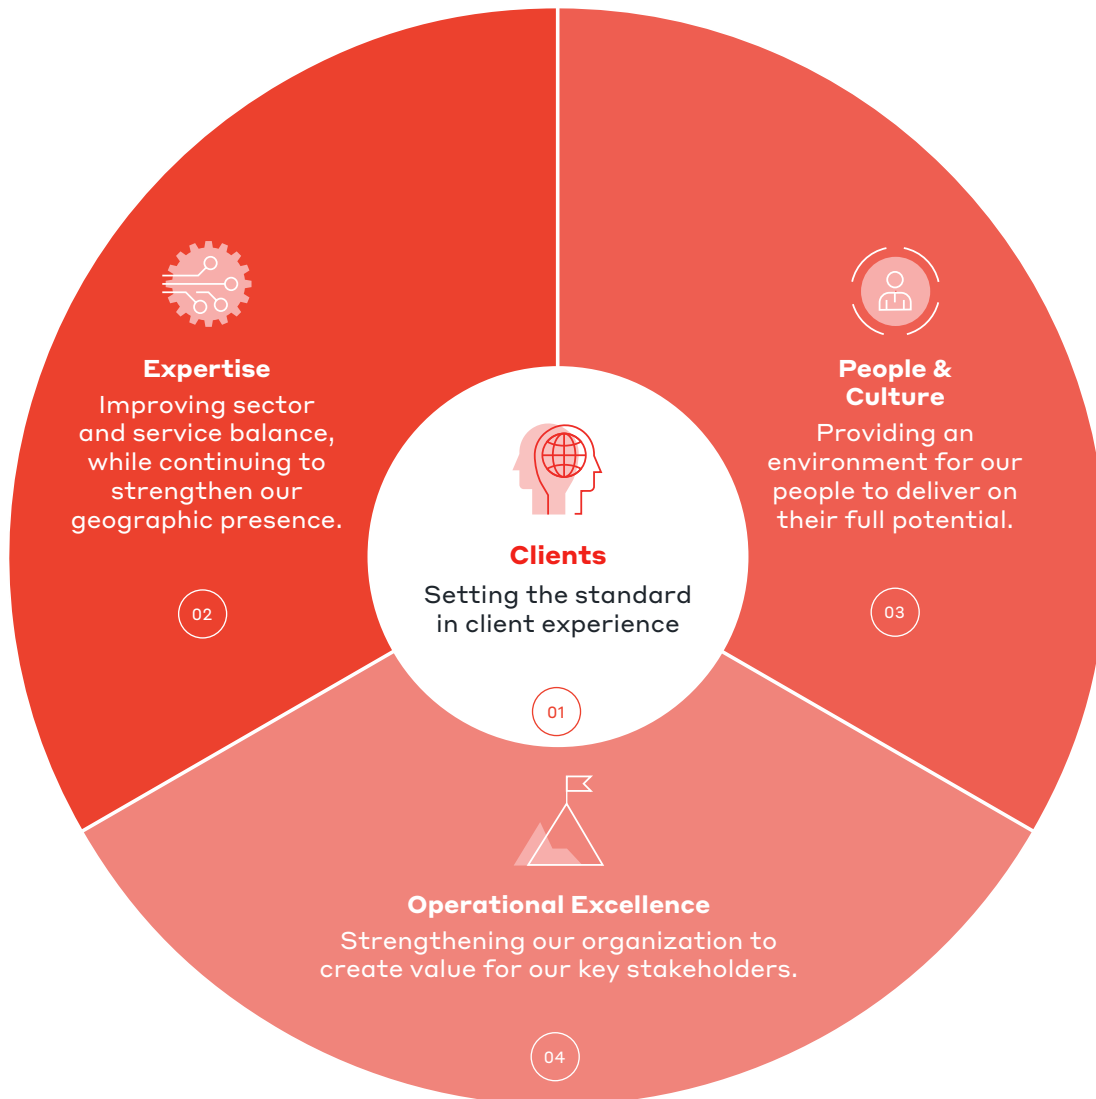 Clients
Setting the standard
in client experience
01
Expertise
Improving sector
and service balance,
while continuing to
strengthen our
geographic presence.
02
People &
Culture
Providing an
environment for our
people to deliver on
their full potential.
03
Operational Excellence
Strengthening our organization to
create value for our key stakeholders.
04